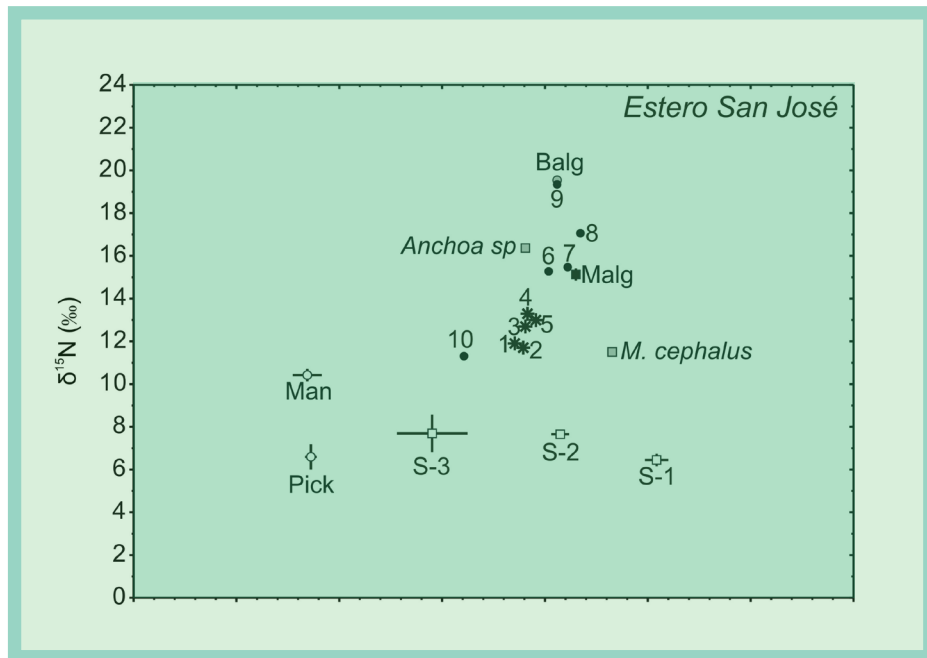 Estero San José
24
22
20
18
16
14
12
10
8
6
4
2
0
δ¹⁵N (‰)
Balg
9
8
Anchoa sp
6
7
Malg
4
3
5
1
2
10
M. cephalus
Man
Pick
S-3
S-2
S-1